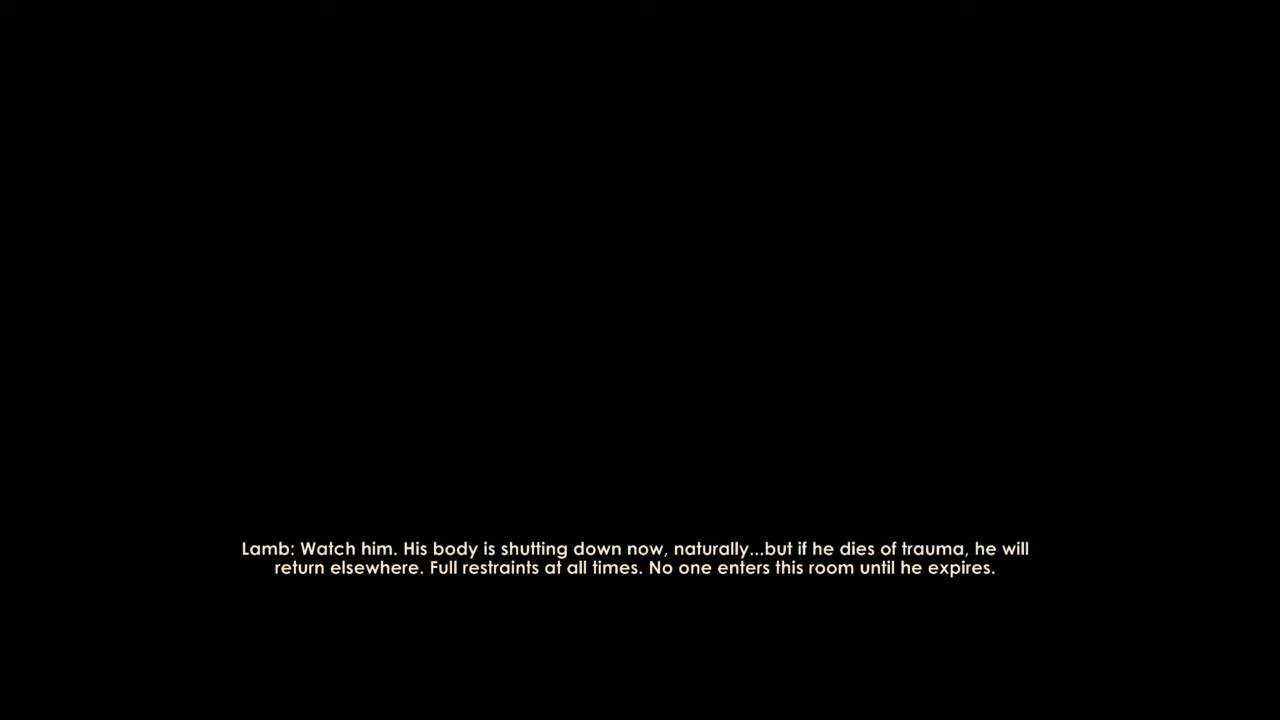 Lamb: Watch him. His body is shutting down now, naturally...but if he dies of trauma, he will
return elsewhere. Full restraints at all times. No one enters this room until he expires.